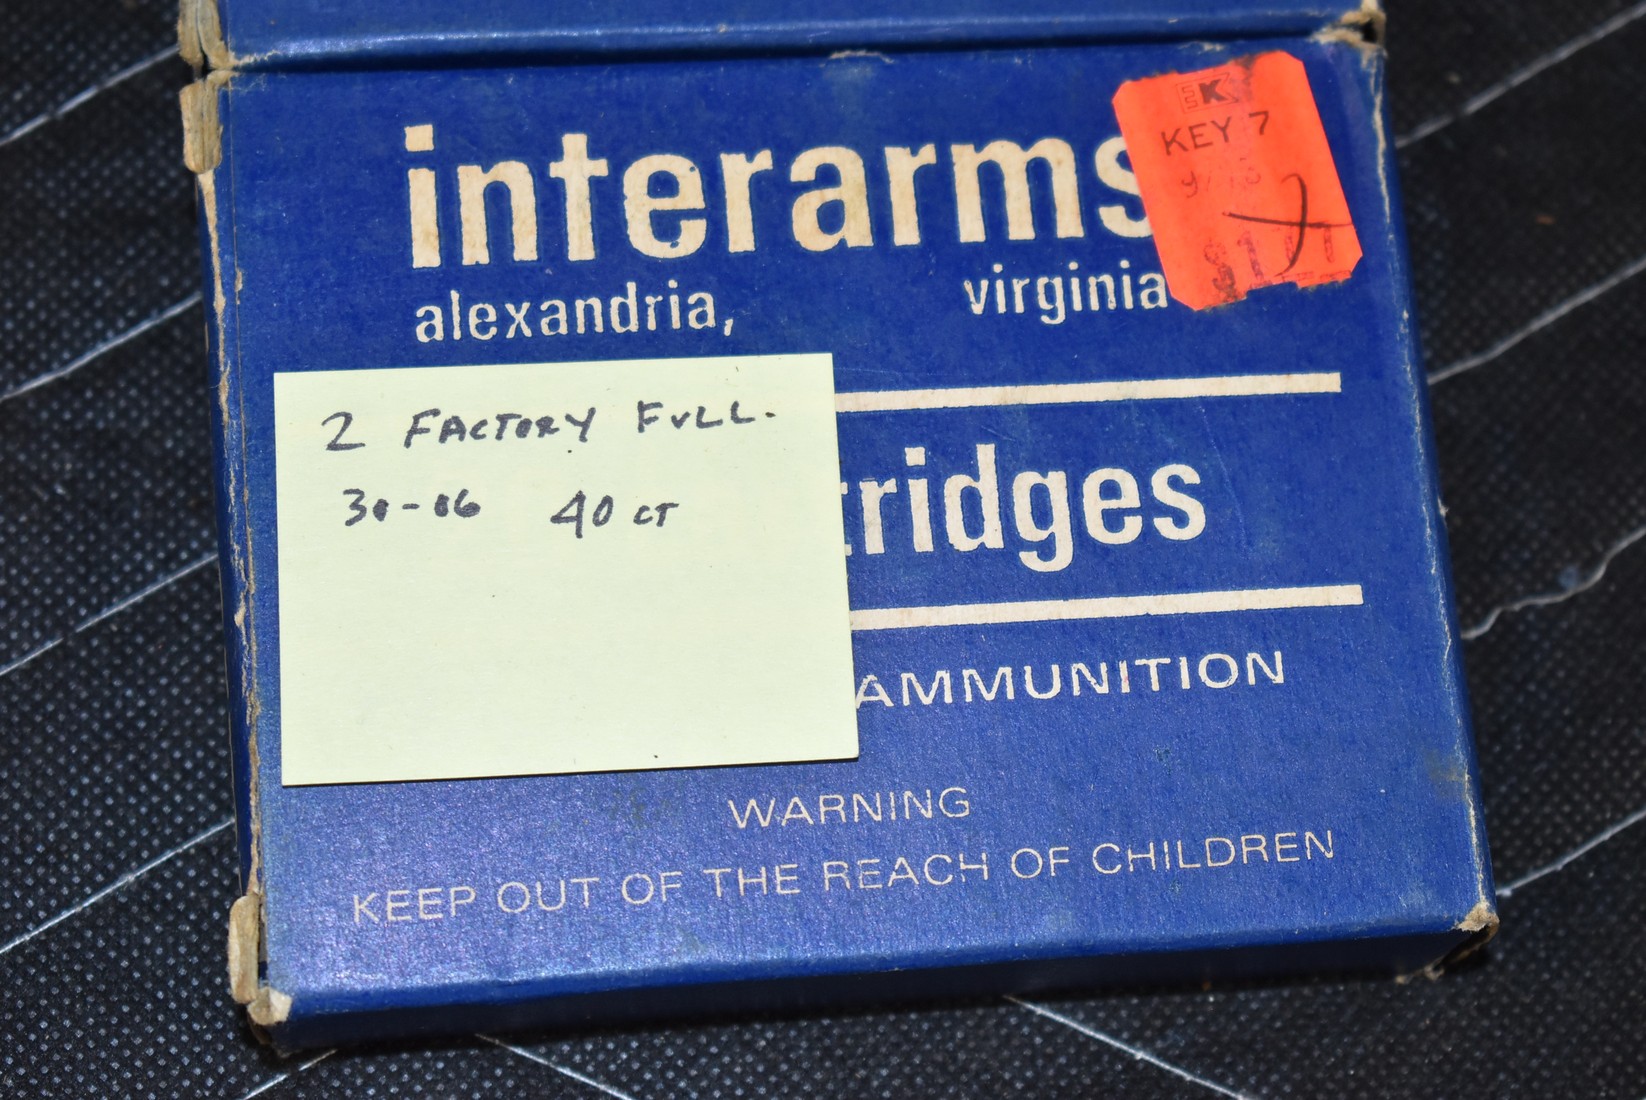 interarms
K
KEY 7
alexandria, virginia
2 FACTORY FULL.
30-06 40 CT
tridges
AMMUNITION
WARNING
KEEP OUT OF THE REACH OF CHILDREN